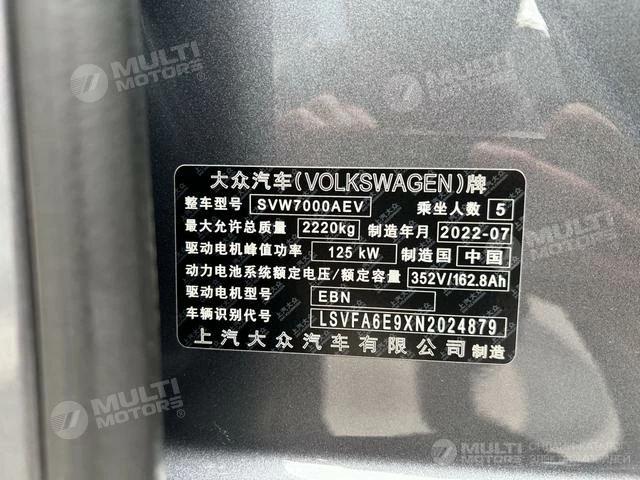 MULTI
MOTORS®
MULTI
MOTORS®
大众汽车(VOLKSWAGEN)牌
整车型号 SVW7000AEV 乘坐人数 5
最大允许总质量 2220kg 制造年月 2022-07
驱动电机峰值功率 125 kW 制造国 中国
动力电池系统额定电压/额定容量 352V/162.8Ah
驱动电机型号 EBN
车辆识别代号 LSVFA6E9XN2024879
上汽大众汽车有限公司 制造
MULTI
MOTORS®
MULTI
MOTORS